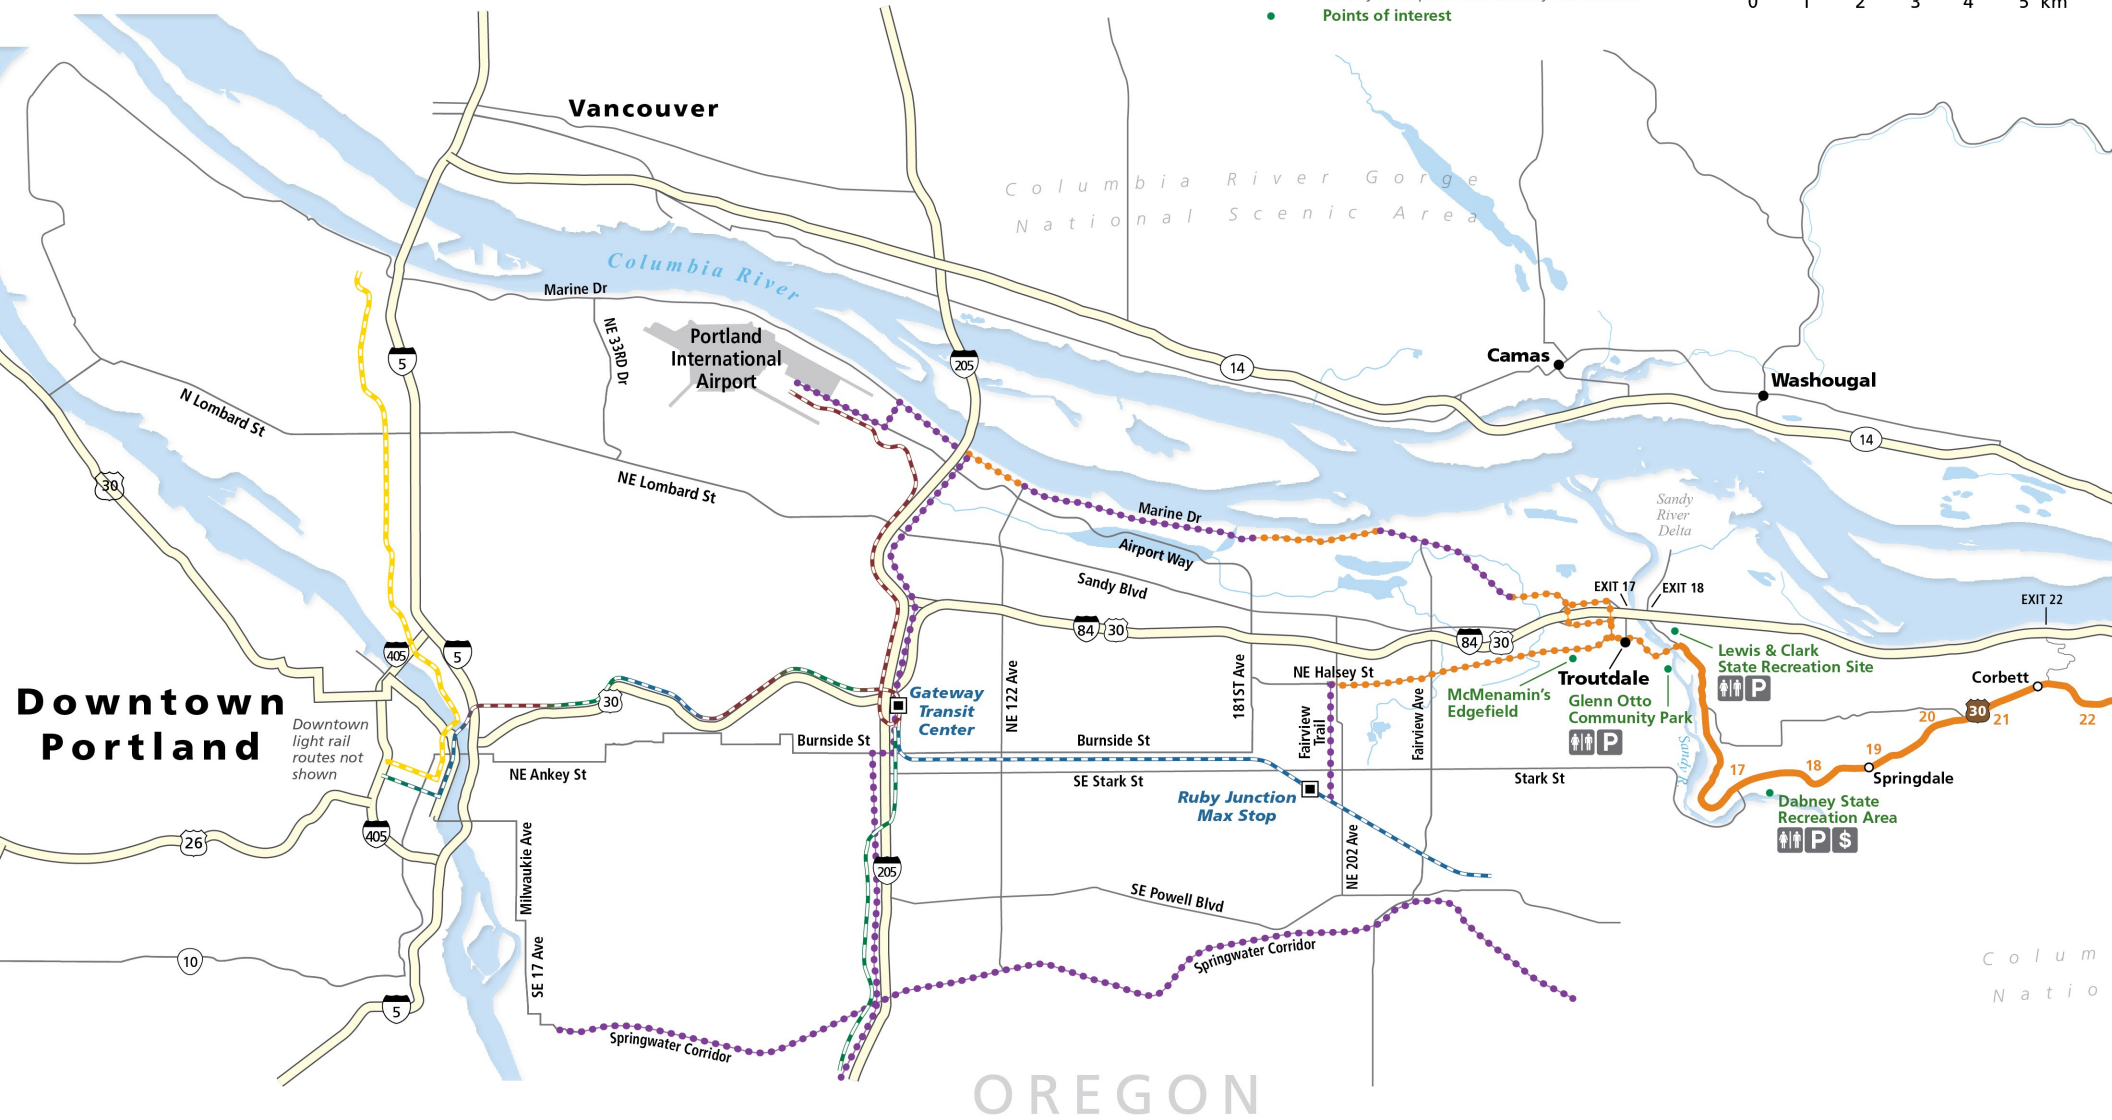 0 1 2 3 4 5 km
Points of interest
Vancouver
Columbia River Gorge
National Scenic Area
Columbia River
Marine Dr
NE 33RD Dr
Portland
International
Airport
5
205
14
Camas
Washougal
14
N Lombard St
30
NE Lombard St
Marine Dr
Airport Way
Sandy Blvd
Sandy
River
Delta
EXIT 17
EXIT 18
EXIT 22
84
30
84
30
405
5
Lewis & Clark
State Recreation Site
P
NE Halsey St
Troutdale
McMenamin's
Edgefield
Glenn Otto
Community Park
P
Corbett
30
20
21
22
Downtown
Portland
Downtown
light rail
routes not
shown
30
Gateway
Transit
Center
NE 122 Ave
181ST Ave
Fairview
Trail
Fairview Ave
Burnside St
Burnside St
NE Ankey St
SE Stark St
Stark St
Sandy R.
17
18
19
Springdale
Ruby Junction
Max Stop
Dabney State
Recreation Area
P $
26
405
205
Milwaukie Ave
NE 202 Ave
SE Powell Blvd
SE 17 Ave
10
5
Springwater Corridor
Springwater Corridor
Colum
Natio
OREGON